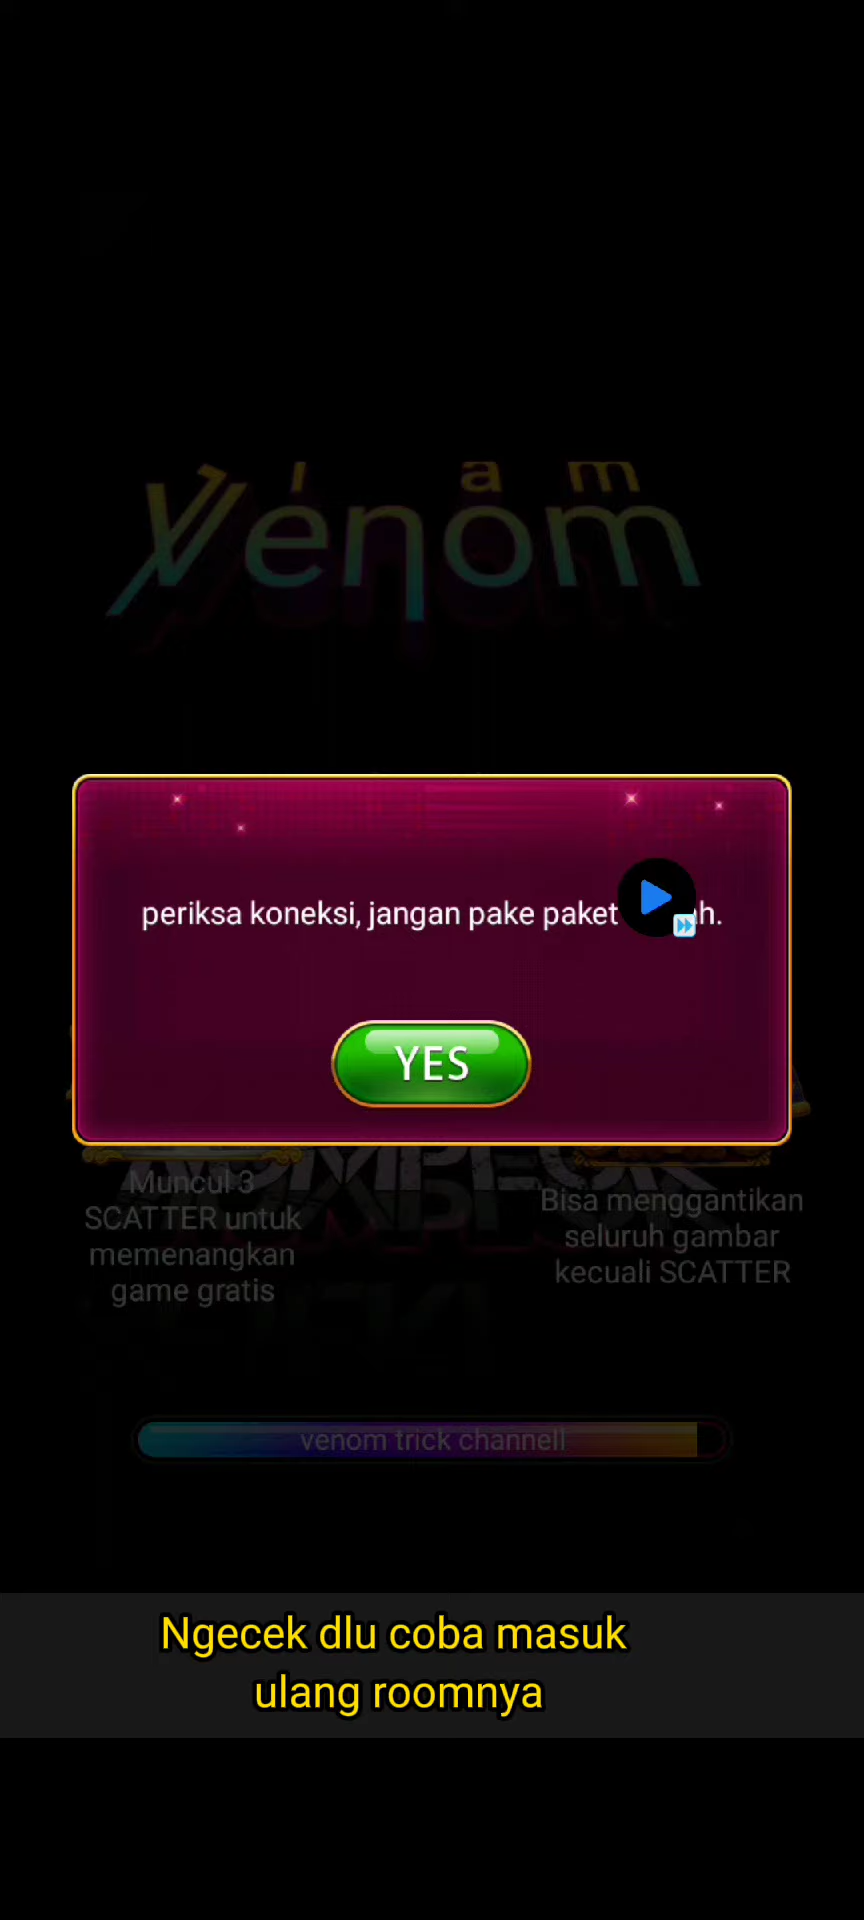 I am
Venom
periksa koneksi, jangan pake paket
YES
Muncul 3
SCATTER untuk
memenangkan
game gratis
Bisa menggantikan
seluruh gambar
kecuali SCATTER
venom trick channell
Ngecek dlu coba masuk
ulang roomnya